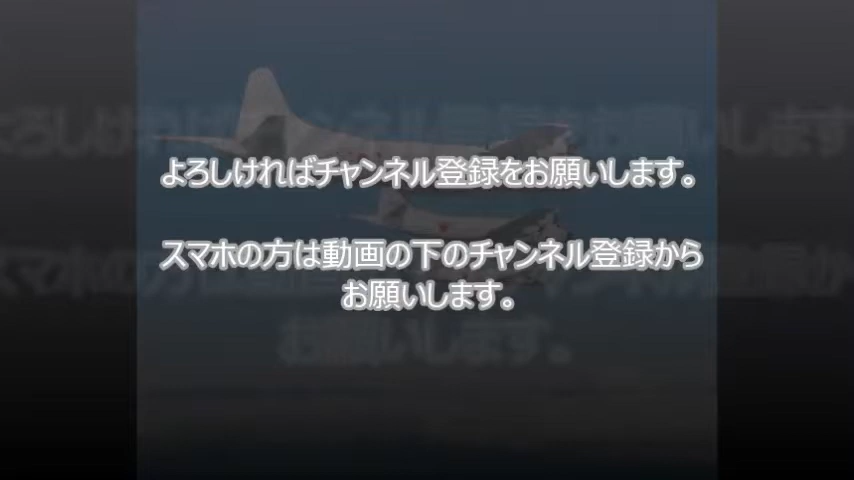 よろしければチャンネル登録をお願いします。
スマホの方は動画の下のチャンネル登録から
お願いします。